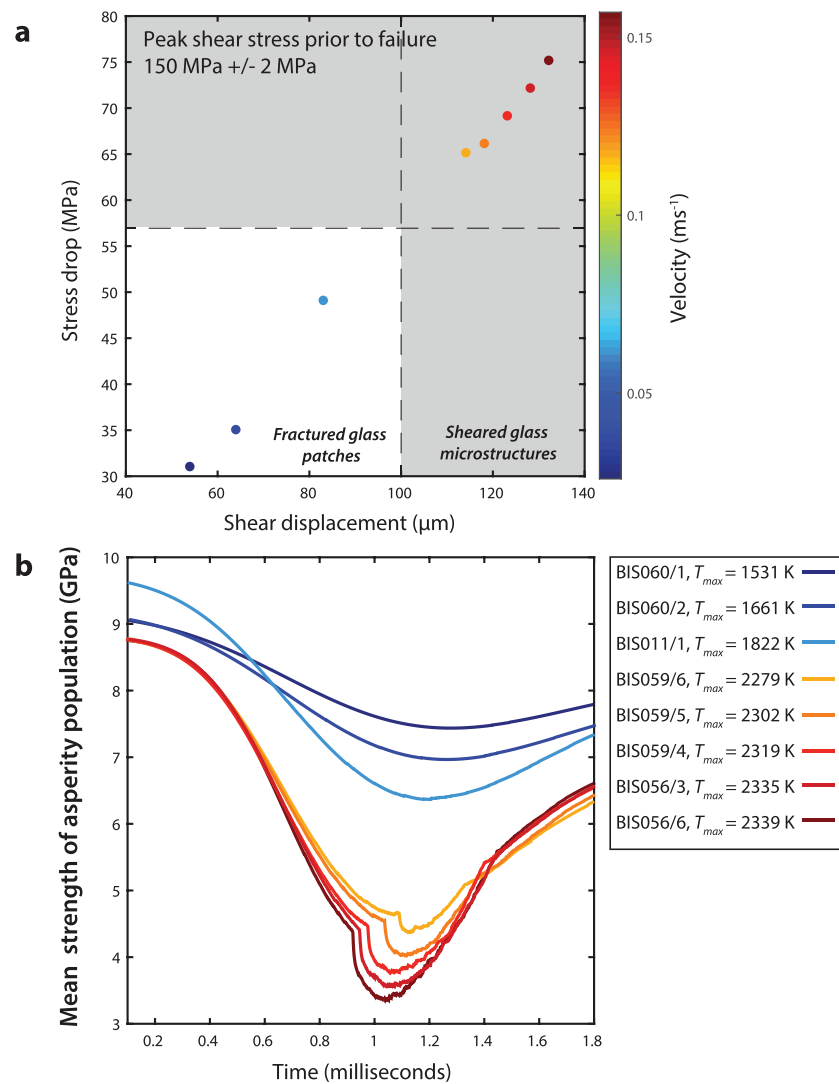 a
Peak shear stress prior to failure
150 MPa +/- 2 MPa
80
75
70
65
60
55
50
45
40
35
30
Stress drop (MPa)
Fractured glass
patches
Sheared glass
microstructures
40
60
80
100
120
140
Shear displacement (μm)
0.15
0.1
0.05
Velocity (ms⁻¹)
b
10
9
8
7
6
5
4
3
Mean strength of asperity population (GPa)
0.2
0.4
0.6
0.8
1
1.2
1.4
1.6
1.8
Time (milliseconds)
BIS060/1, Tmax = 1531 K
BIS060/2, Tmax = 1661 K
BIS011/1, Tmax = 1822 K
BIS059/6, Tmax = 2279 K
BIS059/5, Tmax = 2302 K
BIS059/4, Tmax = 2319 K
BIS056/3, Tmax = 2335 K
BIS056/6, Tmax = 2339 K